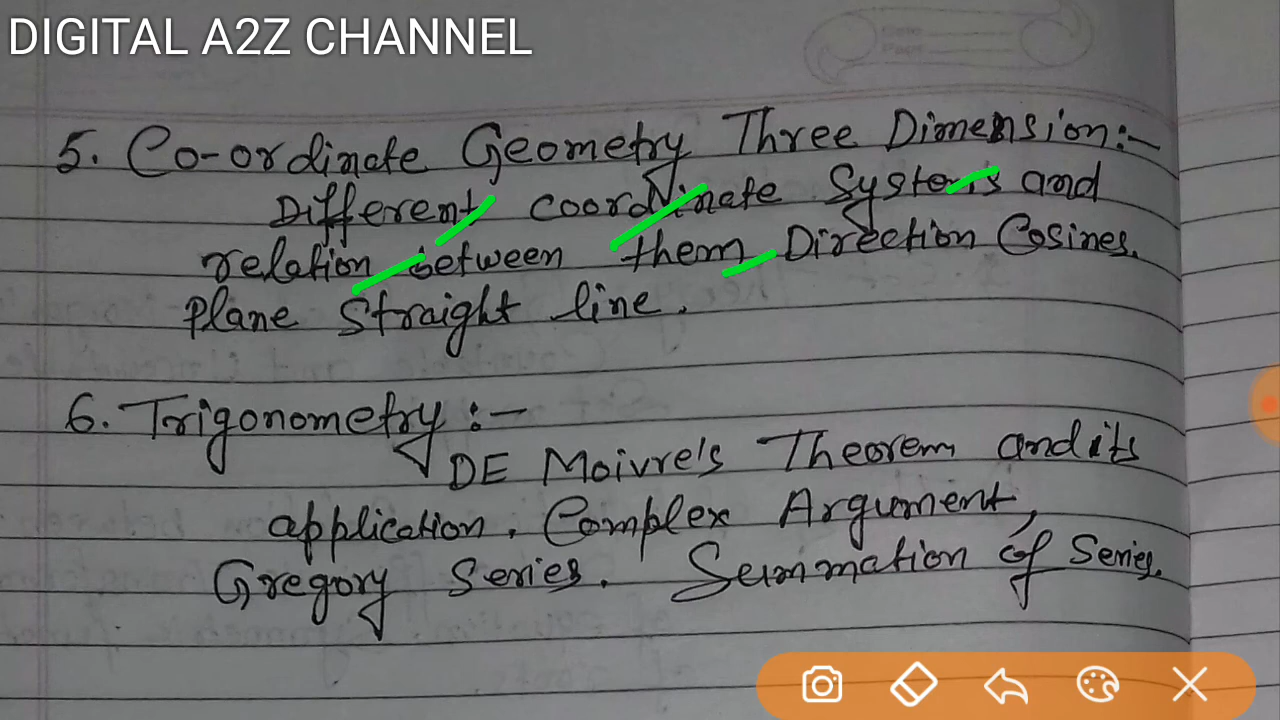 DIGITAL A2Z CHANNEL
5. Co-ordinate Geometry Three Dimension:-
Different coordinate Systems and
relation between them Direction Cosines.
Plane Straight line.
6. Trigonometry :-
DE Moivre's Theorem and its
application. Complex Argument,
Gregory Series. Summation of Series.